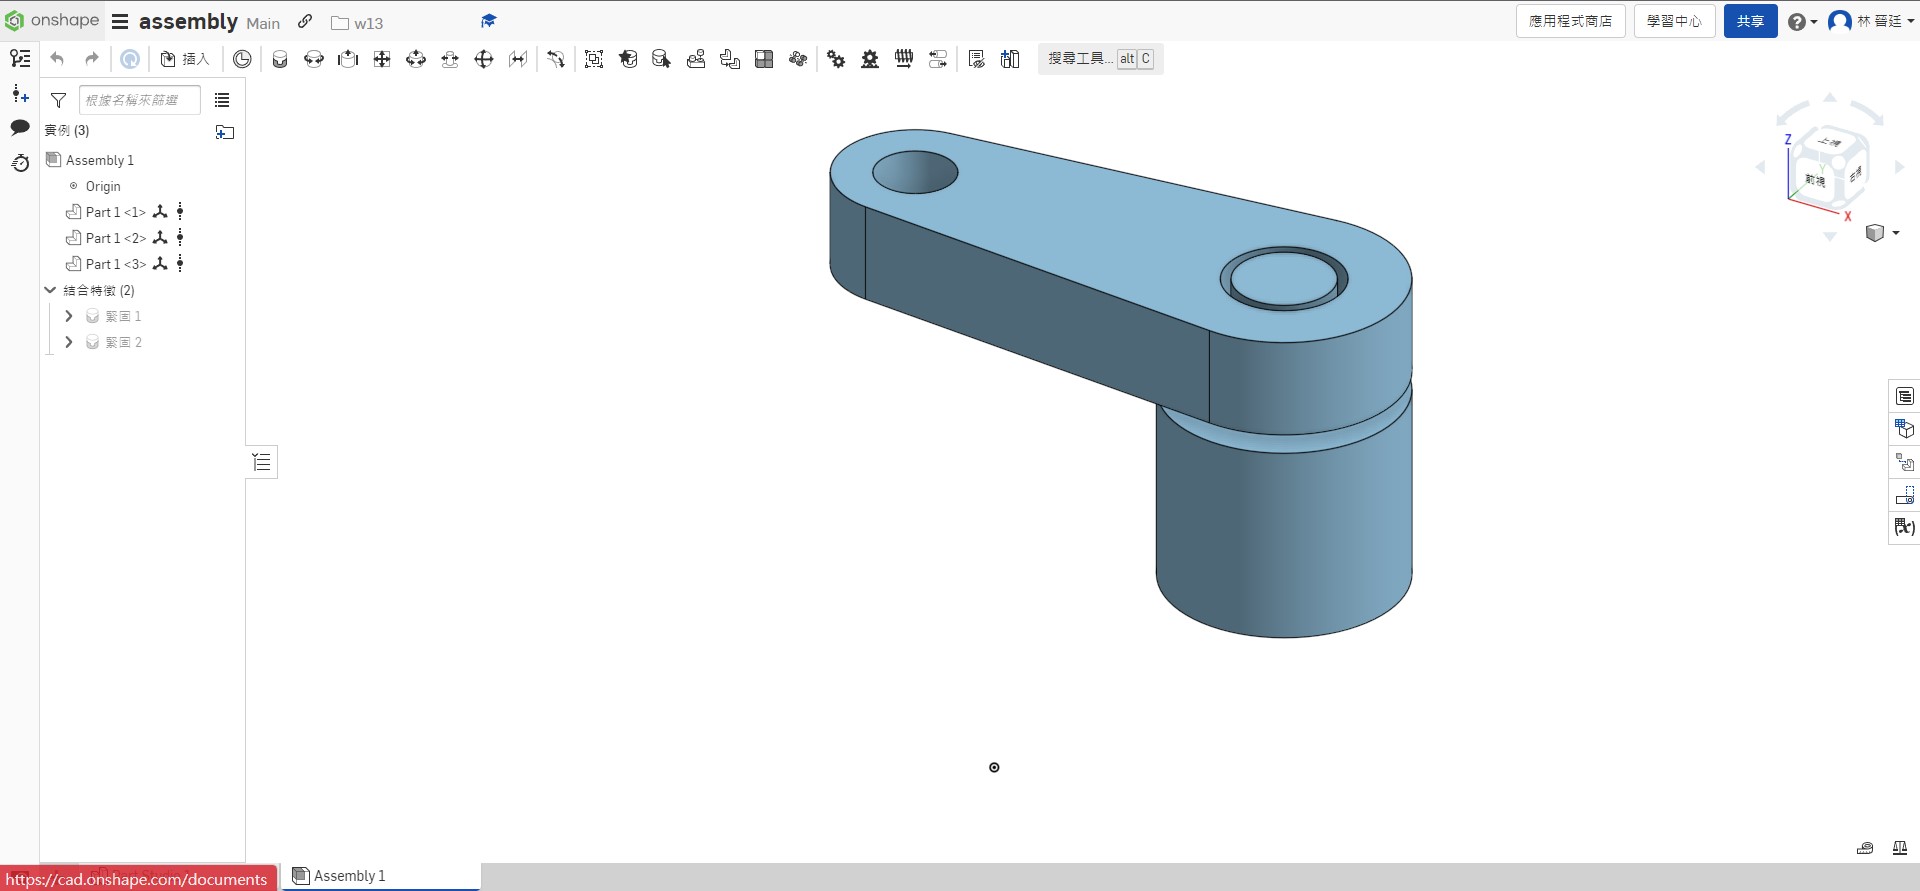 onshape
assembly Main
w13
應用程式商店
學習中心
共享
林 晉廷
插入
搜尋工具... alt C
根據名稱來篩選
實例 (3)
Assembly 1
Origin
Part 1 <1>
Part 1 <2>
Part 1 <3>
結合特徵 (2)
緊固 1
緊固 2
Z
上視
前視
右視
Y
X
(x)
https://cad.onshape.com/documents
Assembly 1